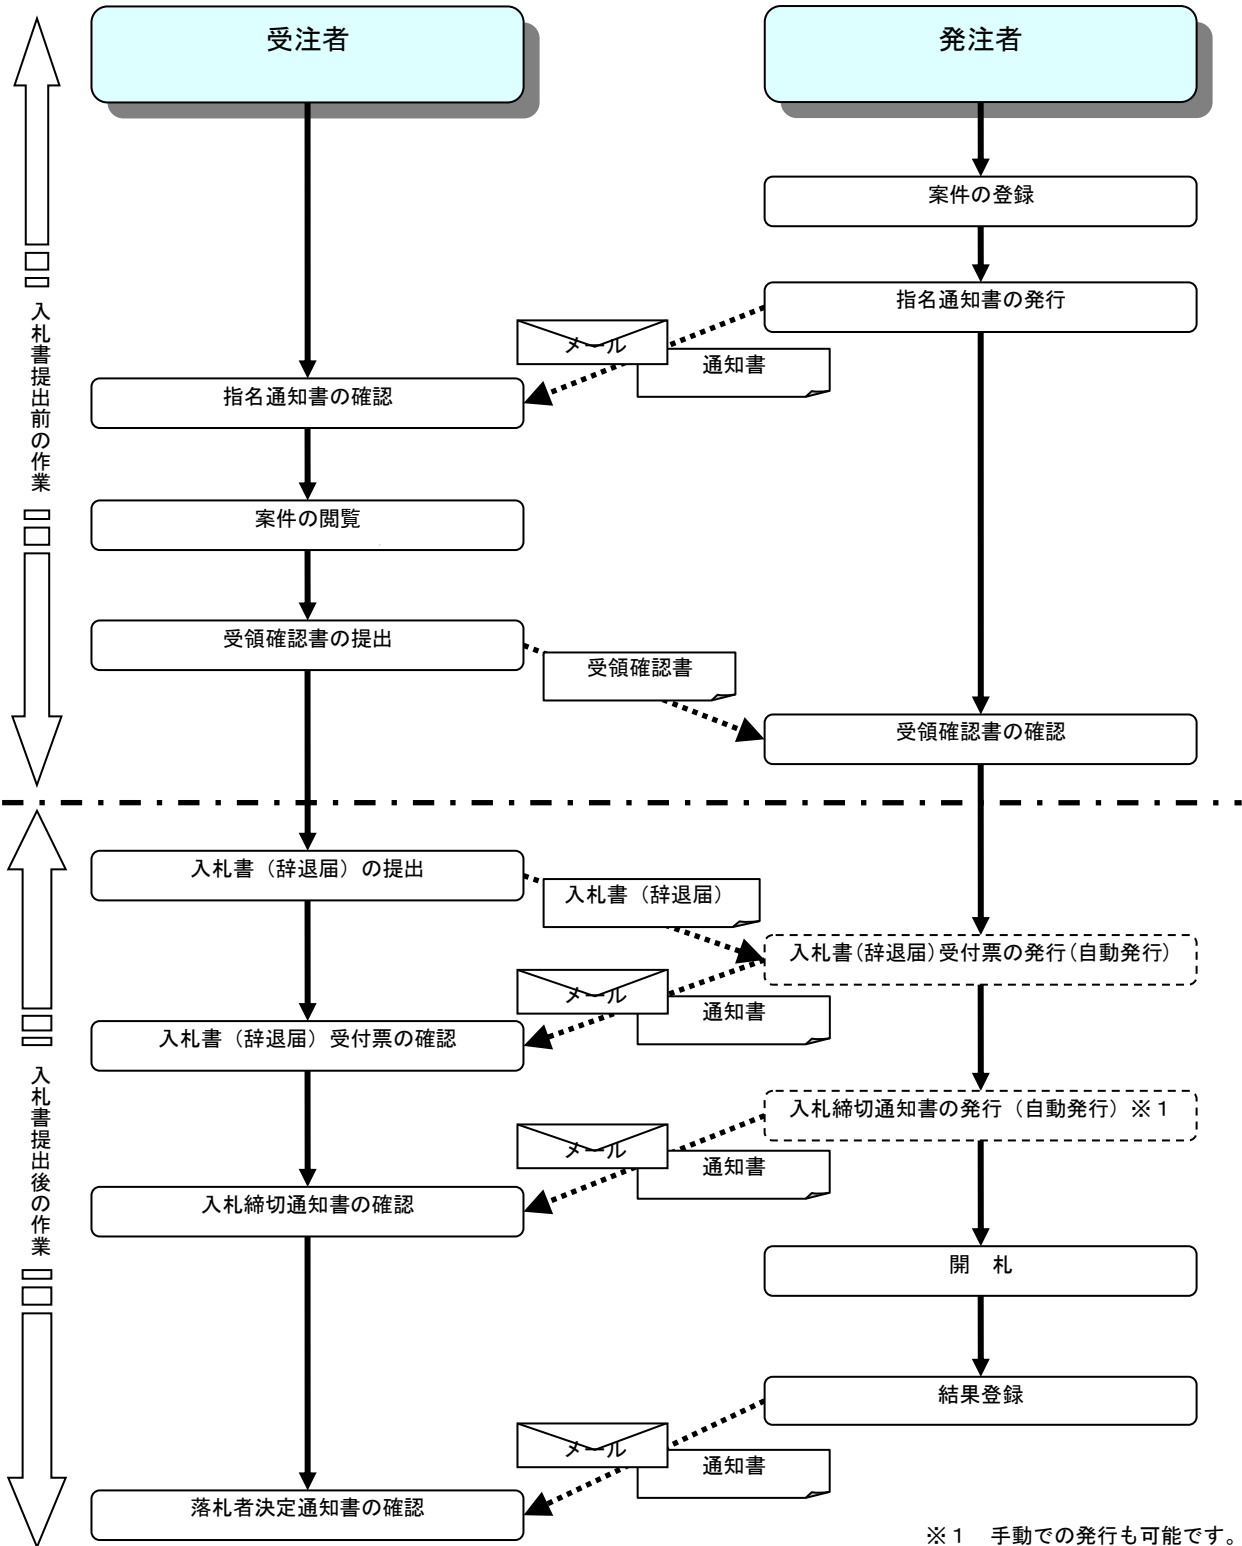 受注者
発注者
案件の登録
指名通知書の発行
メール
通知書
指名通知書の確認
入札書提出前の作業
案件の閲覧
受領確認書の提出
受領確認書
受領確認書の確認
入札書（辞退届）の提出
入札書（辞退届）
入札書(辞退届)受付票の発行(自動発行)
メール
通知書
入札書（辞退届）受付票の確認
入札書提出後の作業
入札締切通知書の発行（自動発行）※１
メール
通知書
入札締切通知書の確認
開　札
結果登録
メール
通知書
落札者決定通知書の確認
※１　手動での発行も可能です。